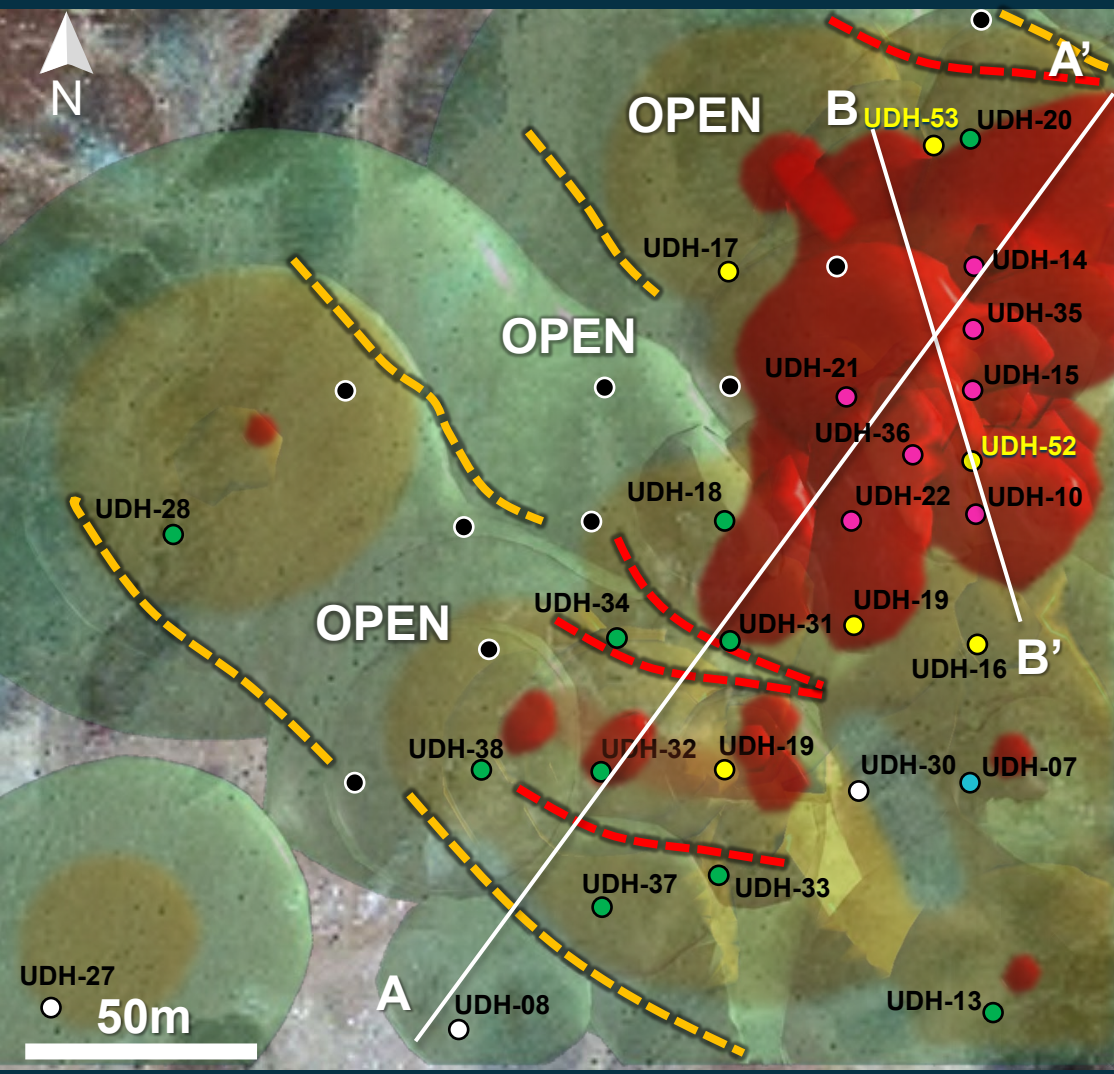 A’
N
OPEN
B
UDH-53
UDH-20
UDH-17
UDH-14
UDH-35
OPEN
UDH-21
UDH-15
UDH-36
UDH-52
UDH-28
UDH-18
UDH-22
UDH-10
OPEN
UDH-34
UDH-31
UDH-19
UDH-16
B’
UDH-38
UDH-32
UDH-19
UDH-30
UDH-07
UDH-37
UDH-33
UDH-27
50m
A
UDH-08
UDH-13